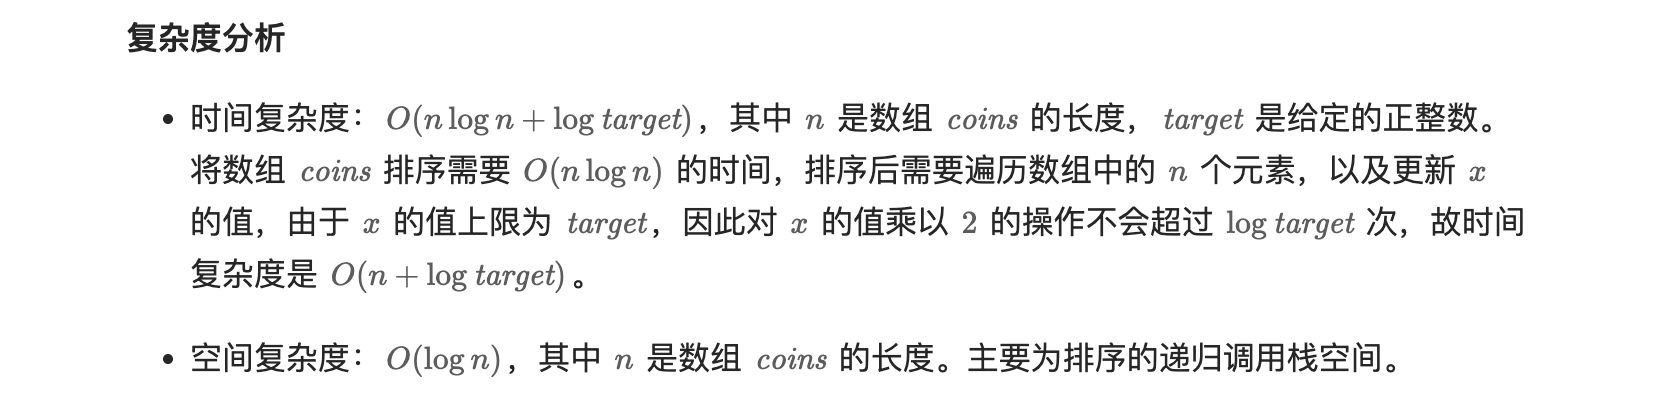 复杂度分析
• 时间复杂度：O(n log n + log target)，其中 n 是数组 coins 的长度，target 是给定的正整数。
将数组 coins 排序需要 O(n log n) 的时间，排序后需要遍历数组中的 n 个元素，以及更新 x
的值，由于 x 的值上限为 target，因此对 x 的值乘以 2 的操作不会超过 log target 次，故时间
复杂度是 O(n + log target)。
• 空间复杂度：O(log n)，其中 n 是数组 coins 的长度。主要为排序的递归调用栈空间。